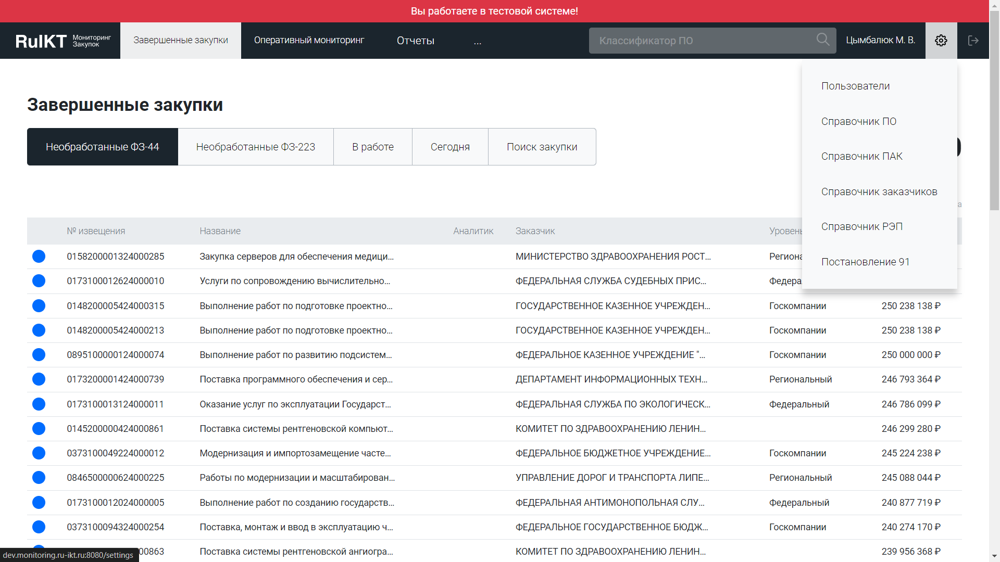 Вы работаете в тестовой системе!
RuIKT Мониторинг Закупок Завершенные закупки Оперативный мониторинг Отчеты ... Классификатор ПО Цымбалюк М. В.
Пользователи
Справочник ПО
Справочник ПАК
Справочник заказчиков
Справочник РЭП
Постановление 91
Завершенные закупки
Необработанные ФЗ-44 Необработанные ФЗ-223 В работе Сегодня Поиск закупки
а
№ извещения Название Аналитик Заказчик Уровень
0158200001324000285 Закупка серверов для обеспечения медици... МИНИСТЕРСТВО ЗДРАВООХРАНЕНИЯ РОСТ... Региона
0173100012624000010 Услуги по сопровождению вычислительно... ФЕДЕРАЛЬНАЯ СЛУЖБА СУДЕБНЫХ ПРИС... Федера
0148200005424000315 Выполнение работ по подготовке проектно... ГОСУДАРСТВЕННОЕ КАЗЕННОЕ УЧРЕЖДЕН... Госкомпании 250 238 138 ₽
0148200005424000213 Выполнение работ по подготовке проектно... ГОСУДАРСТВЕННОЕ КАЗЕННОЕ УЧРЕЖДЕН... Госкомпании 250 238 138 ₽
0895100000124000074 Выполнение работ по развитию подсистем... ФЕДЕРАЛЬНОЕ КАЗЕННОЕ УЧРЕЖДЕНИЕ "... Госкомпании 250 000 000 ₽
0173200001424000739 Поставка программного обеспечения и сер... ДЕПАРТАМЕНТ ИНФОРМАЦИОННЫХ ТЕХН... Региональный 246 793 364 ₽
0173100013124000011 Оказание услуг по эксплуатации Государст... ФЕДЕРАЛЬНАЯ СЛУЖБА ПО ЭКОЛОГИЧЕСК... Федеральный 246 786 099 ₽
0145200000424000861 Поставка системы рентгеновской компьют... КОМИТЕТ ПО ЗДРАВООХРАНЕНИЮ ЛЕНИН... 246 299 280 ₽
0373100049224000012 Модернизация и импортозамещение часте... ФЕДЕРАЛЬНОЕ БЮДЖЕТНОЕ УЧРЕЖДЕНИЕ... Госкомпании 245 224 238 ₽
0846500000624000225 Работы по модернизации и масштабирован... УПРАВЛЕНИЕ ДОРОГ И ТРАНСПОРТА ЛИПЕ... Региональный 245 088 044 ₽
0173100012024000005 Выполнение работ по созданию государств... ФЕДЕРАЛЬНАЯ АНТИМОНОПОЛЬНАЯ СЛУ... Федеральный 240 877 719 ₽
0373100094324000254 Поставка, монтаж и ввод в эксплуатацию ч... ФЕДЕРАЛЬНОЕ ГОСУДАРСТВЕННОЕ БЮДЖ... Госкомпании 240 274 170 ₽
000863 Поставка системы рентгеновской ангиогра... КОМИТЕТ ПО ЗДРАВООХРАНЕНИЮ ЛЕНИН... 239 956 368 ₽
dev.monitoring.ru-ikt.ru:8080/settings